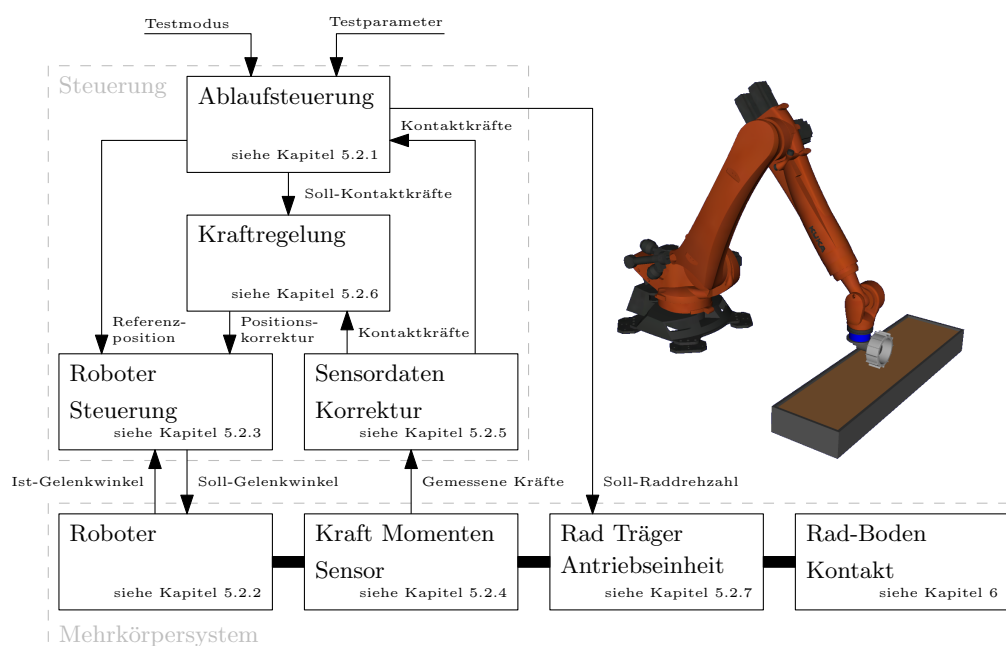 Testmodus
Testparameter
Steuerung
Ablaufsteuerung
siehe Kapitel 5.2.1
Kontaktkräfte
Soll-Kontaktkräfte
Kraftregelung
siehe Kapitel 5.2.6
Referenz-
position
Positions-
korrektur
Kontaktkräfte
Roboter
Steuerung
siehe Kapitel 5.2.3
Sensordaten
Korrektur
siehe Kapitel 5.2.5
Ist-Gelenkwinkel
Soll-Gelenkwinkel
Gemessene Kräfte
Soll-Raddrehzahl
Roboter
siehe Kapitel 5.2.2
Kraft Momenten
Sensor
siehe Kapitel 5.2.4
Rad Träger
Antriebseinheit
siehe Kapitel 5.2.7
Rad-Boden
Kontakt
siehe Kapitel 6
Mehrkörpersystem
KUKA